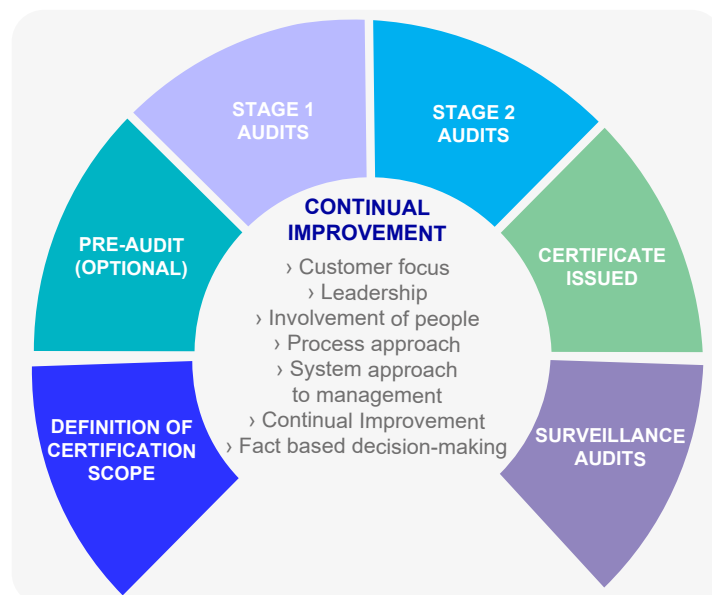 DEFINITION OF
CERTIFICATION
SCOPE
PRE-AUDIT
(OPTIONAL)
STAGE 1
AUDITS
STAGE 2
AUDITS
CERTIFICATE
ISSUED
SURVEILLANCE
AUDITS
CONTINUAL
IMPROVEMENT
› Customer focus
› Leadership
› Involvement of people
› Process approach
› System approach
to management
› Continual Improvement
› Fact based decision-making